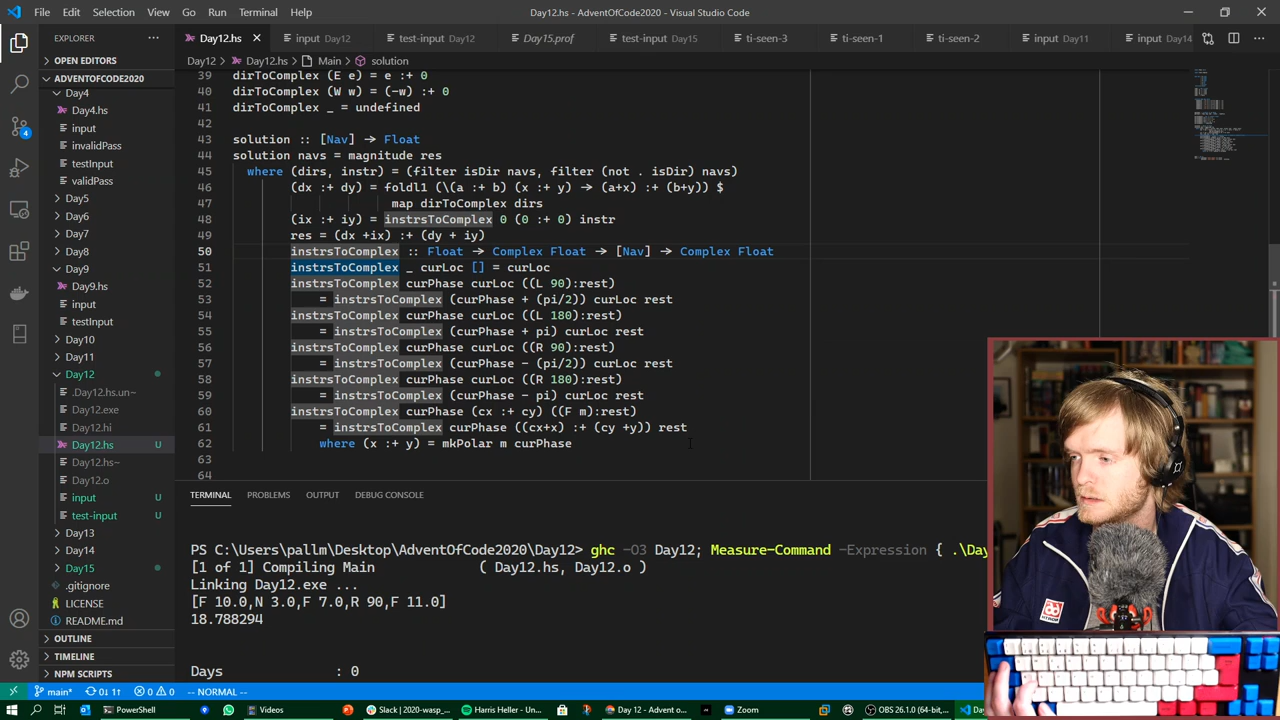 File Edit Selection View Go Run Terminal Help
Day12.hs - AdventOfCode2020 - Visual Studio Code
EXPLORER
Day12.hs
input Day12
test-input Day12
Day15.prof
test-input Day15
ti-seen-3
ti-seen-1
ti-seen-2
input Day11
input Day14
OPEN EDITORS
ADVENTOFCODE2020
Day4
Day4.hs
input
invalidPass
testInput
validPass
Day5
Day6
Day7
Day8
Day9
Day9.hs
input
testInput
Day10
Day11
Day12
.Day12.hs.un~
Day12.exe
Day12.hi
Day12.hs U
Day12.hs~
Day12.o
input U
test-input U
Day13
Day14
Day15
.gitignore
LICENSE
README.md
OUTLINE
TIMELINE
NPM SCRIPTS
4
Day12 > Day12.hs > Main > solution
39 dirToComplex (E e) = e :+ 0
40 dirToComplex (W w) = (-w) :+ 0
41 dirToComplex _ = undefined
42
43 solution :: [Nav] → Float
44 solution navs = magnitude res
45 where (dirs, instr) = (filter isDir navs, filter (not . isDir) navs)
46 (dx :+ dy) = foldl1 (\(a :+ b) (x :+ y) → (a+x) :+ (b+y)) $
47 map dirToComplex dirs
48 (ix :+ iy) = instrsToComplex 0 (0 :+ 0) instr
49 res = (dx +ix) :+ (dy + iy)
50 instrsToComplex :: Float → Complex Float → [Nav] → Complex Float
51 instrsToComplex _ curLoc [] = curLoc
52 instrsToComplex curPhase curLoc ((L 90):rest)
53 = instrsToComplex (curPhase + (pi/2)) curLoc rest
54 instrsToComplex curPhase curLoc ((L 180):rest)
55 = instrsToComplex (curPhase + pi) curLoc rest
56 instrsToComplex curPhase curLoc ((R 90):rest)
57 = instrsToComplex (curPhase - (pi/2)) curLoc rest
58 instrsToComplex curPhase curLoc ((R 180):rest)
59 = instrsToComplex (curPhase - pi) curLoc rest
60 instrsToComplex curPhase (cx :+ cy) ((F m):rest)
61 = instrsToComplex curPhase ((cx+x) :+ (cy +y)) rest
62 where (x :+ y) = mkPolar m curPhase
63
64
TERMINAL PROBLEMS OUTPUT DEBUG CONSOLE
PS C:\Users\pallm\Desktop\AdventOfCode2020\Day12> ghc -O3 Day12; Measure-Command -Expression { .\Da
[1 of 1] Compiling Main ( Day12.hs, Day12.o )
Linking Day12.exe ...
[F 10.0,N 3.0,F 7.0,R 90,F 11.0]
18.788294
Days : 0
main* 0↓ 1↑ 0 0 -- NORMAL --
PowerShell
Videos
Slack | 2020-wasp_...
Harris Heller - Un...
Day 12 - Advent o...
Zoom
OBS 26.1.0 (64-bit,...
Day